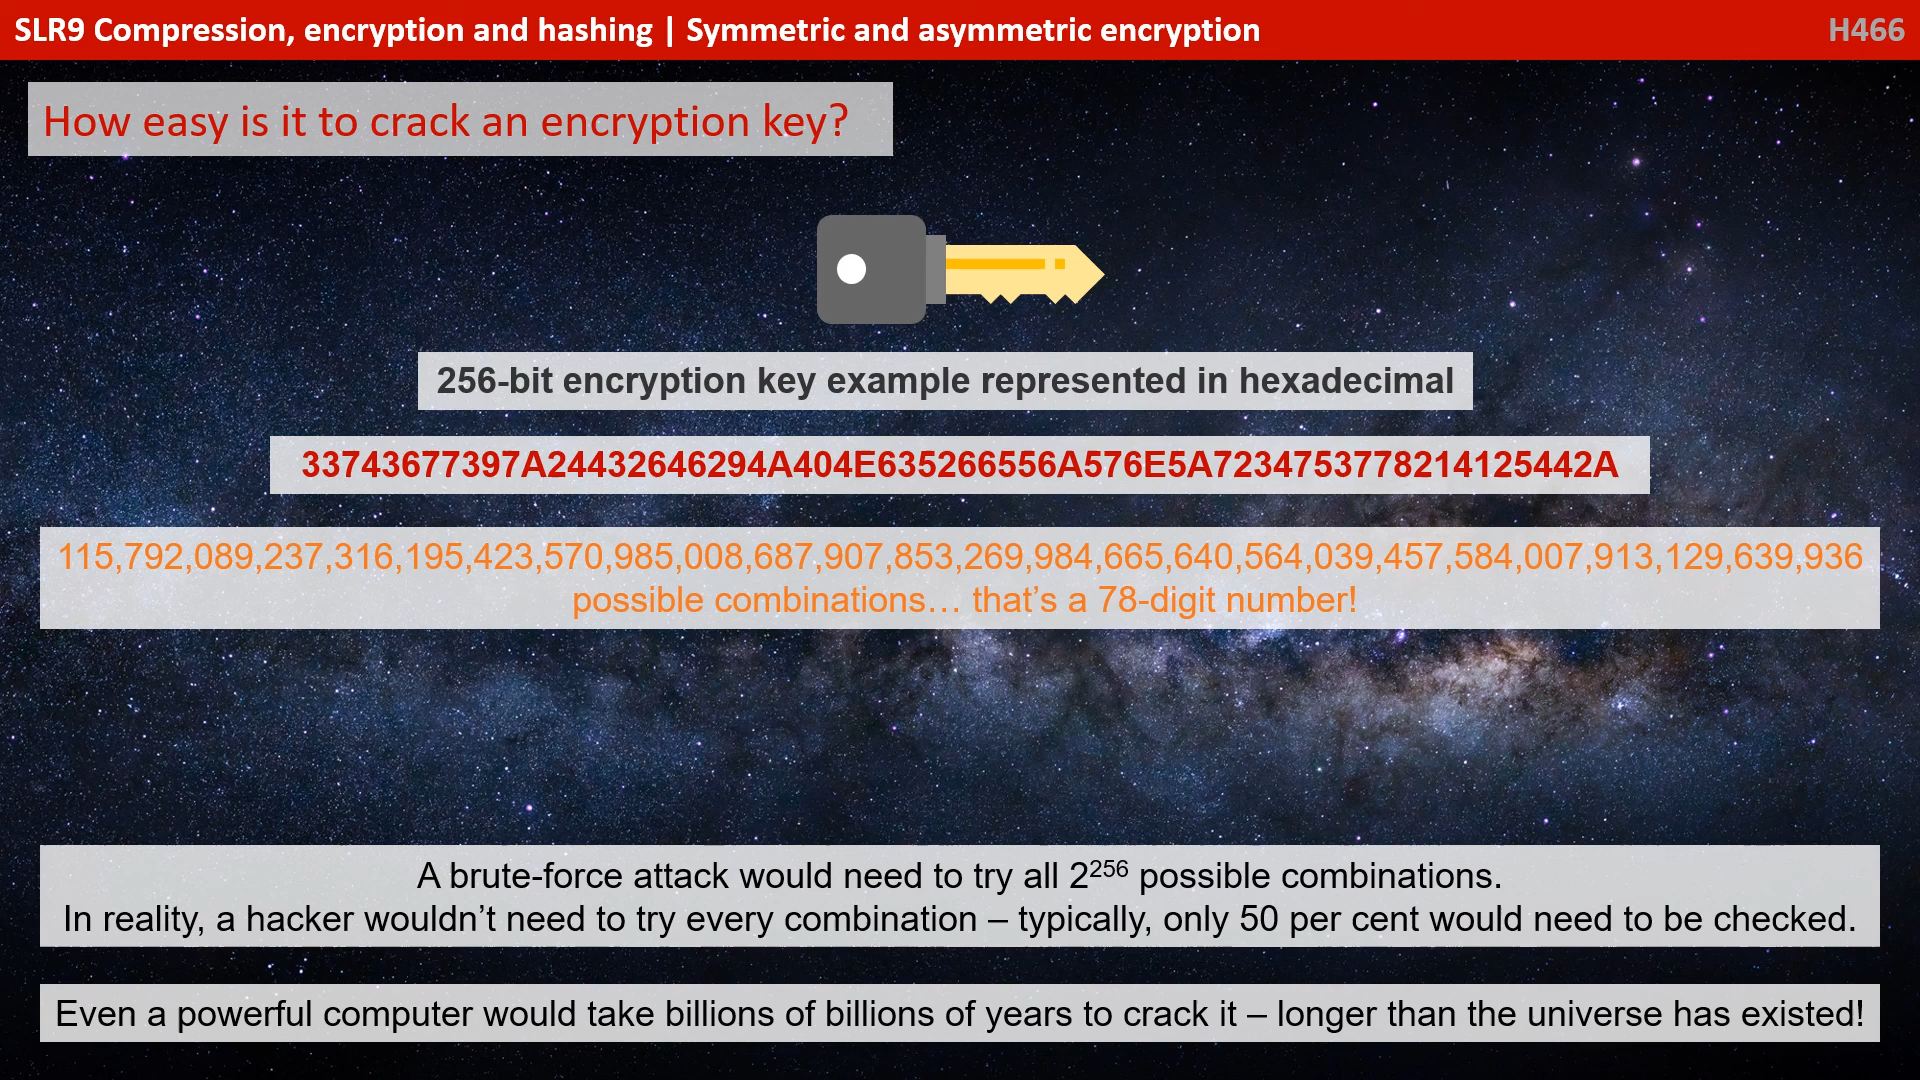 SLR9 Compression, encryption and hashing | Symmetric and asymmetric encryption
H466
How easy is it to crack an encryption key?
256-bit encryption key example represented in hexadecimal
33743677397A24432646294A404E635266556A576E5A7234753778214125442A
115,792,089,237,316,195,423,570,985,008,687,907,853,269,984,665,640,564,039,457,584,007,913,129,639,936
possible combinations… that’s a 78-digit number!
A brute-force attack would need to try all 2²⁵⁶ possible combinations.
In reality, a hacker wouldn’t need to try every combination – typically, only 50 per cent would need to be checked.
Even a powerful computer would take billions of billions of years to crack it – longer than the universe has existed!